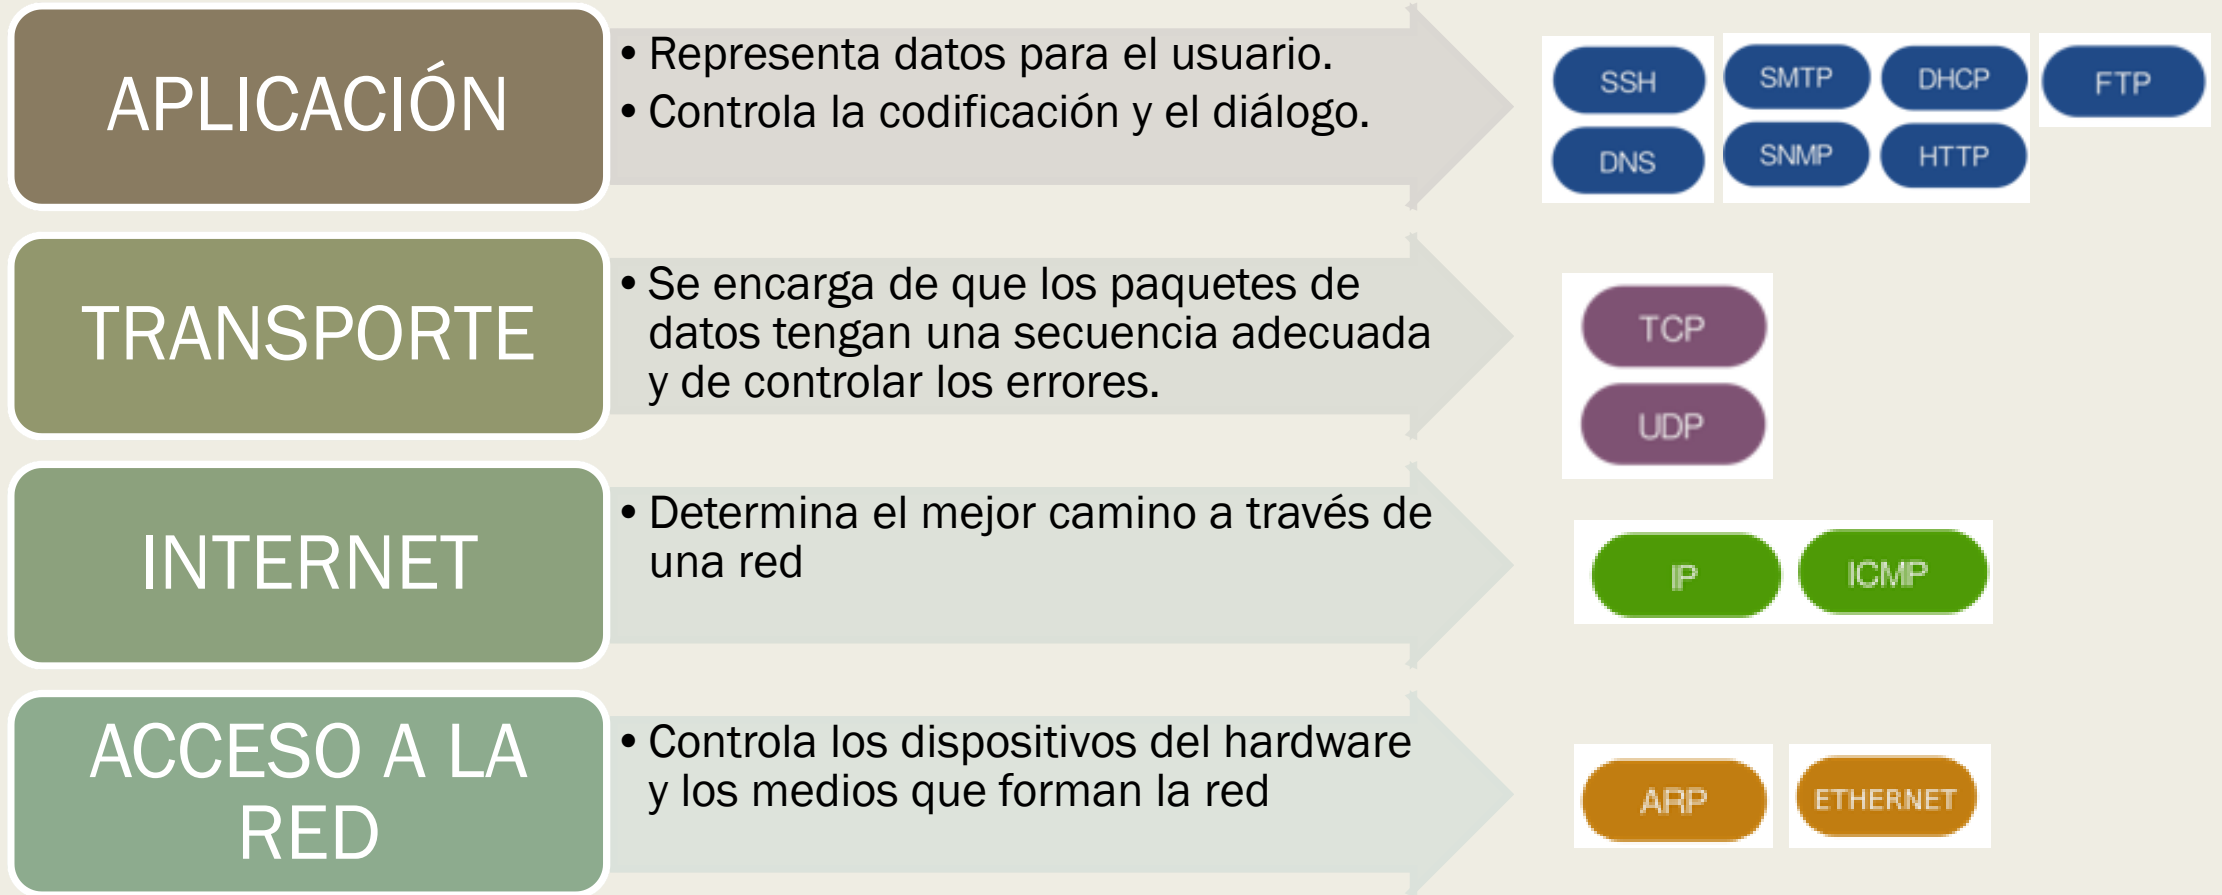 APLICACIÓN
• Representa datos para el usuario.
• Controla la codificación y el diálogo.
SSH SMTP DHCP FTP
DNS SNMP HTTP
TRANSPORTE
• Se encarga de que los paquetes de
datos tengan una secuencia adecuada
y de controlar los errores.
TCP
UDP
INTERNET
• Determina el mejor camino a través de
una red
IP ICMP
ACCESO A LA
RED
• Controla los dispositivos del hardware
y los medios que forman la red
ARP ETHERNET